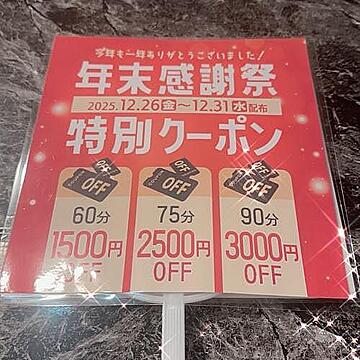 今年も一年ありがとうございました！
年末感謝祭
2025.12.26金～12.31水配布
特別クーポン
OFF OFF OFF
60分 75分 90分
1500円 2500円 3000円
OFF OFF OFF